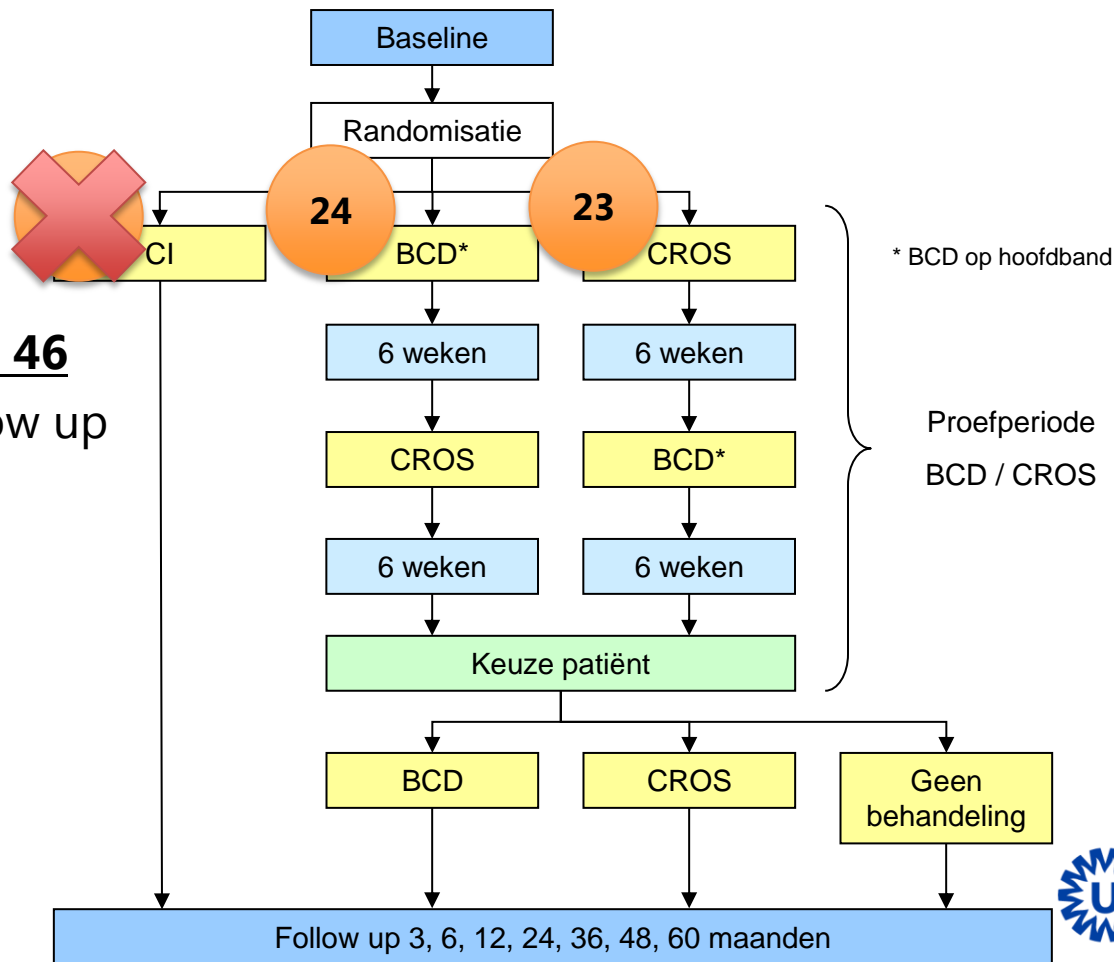 Baseline
Randomisatie
24
23
CI
BCD*
CROS
* BCD op hoofdband
46
6 weken
6 weken
ow up
Proefperiode
BCD / CROS
CROS
BCD*
6 weken
6 weken
Keuze patiënt
BCD
CROS
Geen
behandeling
U
Follow up 3, 6, 12, 24, 36, 48, 60 maanden